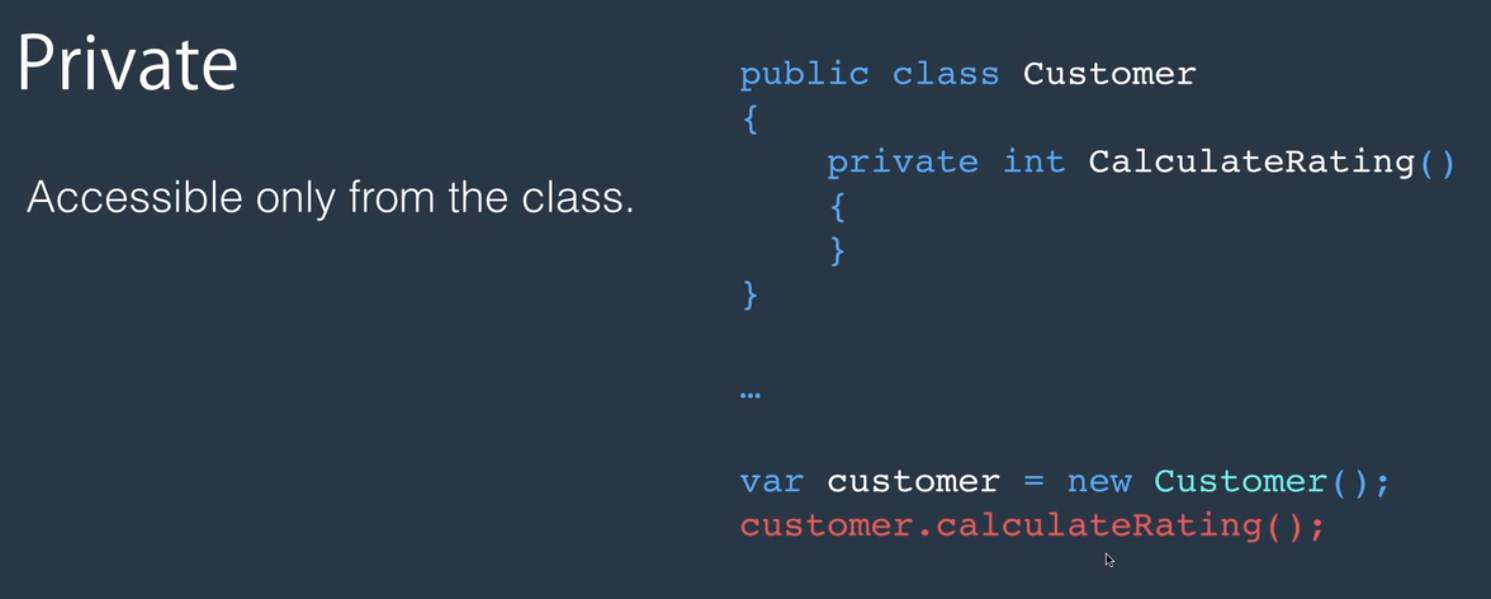 Private
Accessible only from the class.
public class Customer
{
    private int CalculateRating()
    {
    }
}
…
var customer = new Customer();
customer.calculateRating();